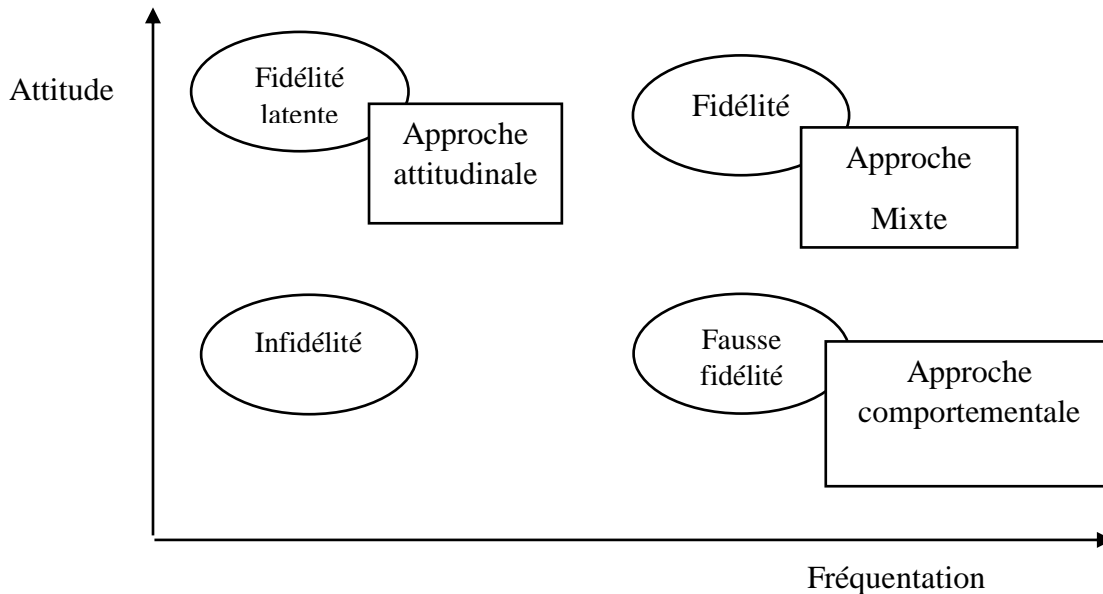 Attitude
Fidélité
latente
Approche
attitudinale
Fidélité
Approche
Mixte
Infidélité
Fausse
fidélité
Approche
comportementale
Fréquentation